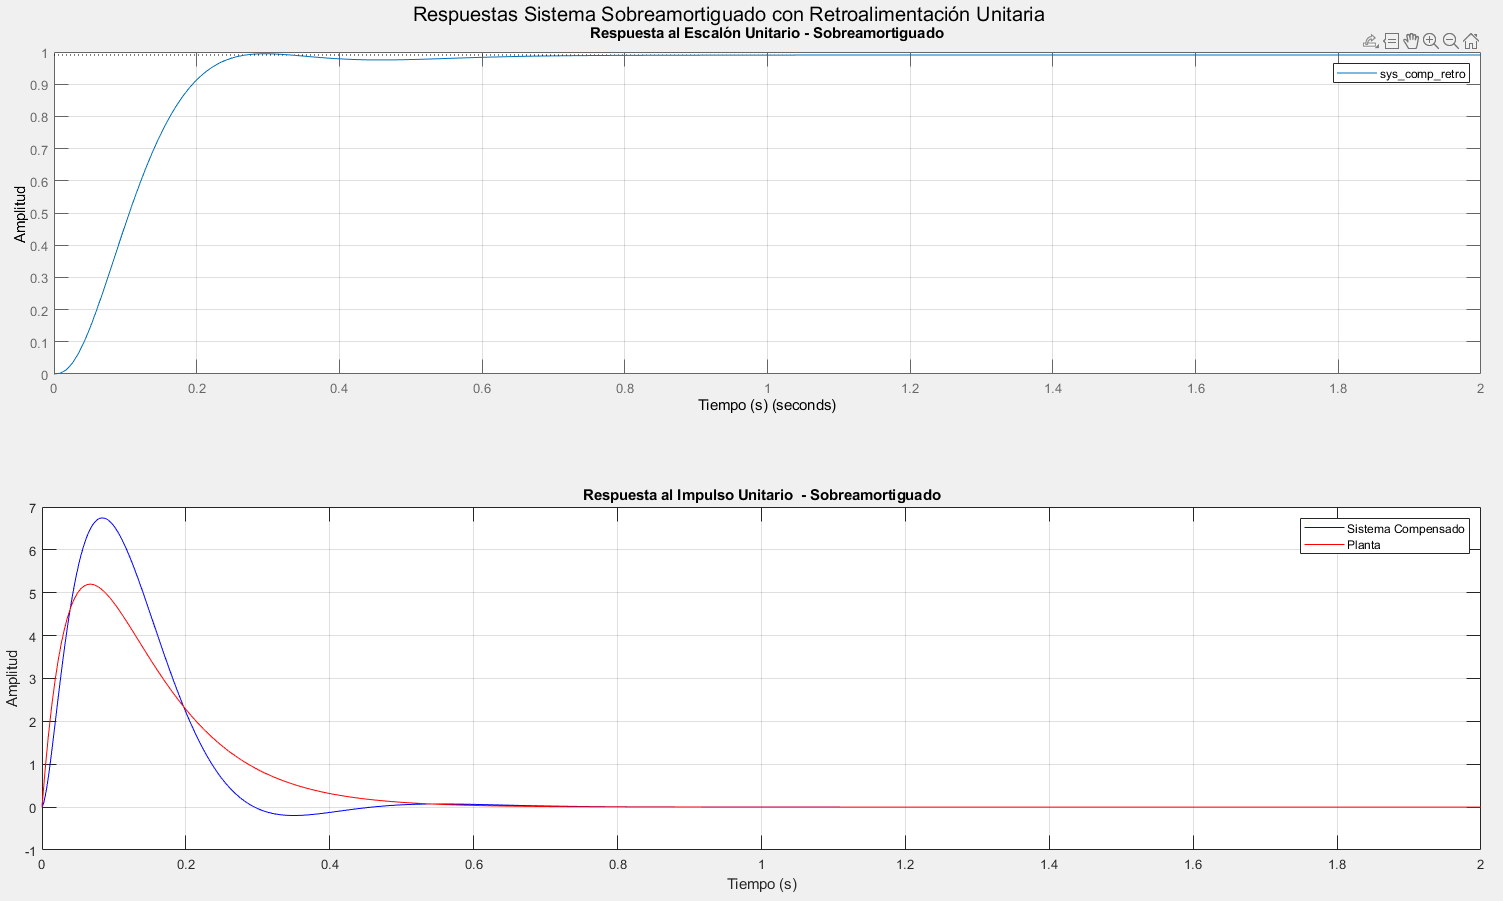 Respuestas Sistema Sobreamortiguado con Retroalimentación Unitaria
Respuesta al Escalón Unitario - Sobreamortiguado
sys_comp_retro
Amplitud
1
0.9
0.8
0.7
0.6
0.5
0.4
0.3
0.2
0.1
0
0 0.2 0.4 0.6 0.8 1 1.2 1.4 1.6 1.8 2
Tiempo (s) (seconds)
Respuesta al Impulso Unitario - Sobreamortiguado
Sistema Compensado
Planta
Amplitud
7
6
5
4
3
2
1
0
-1
0 0.2 0.4 0.6 0.8 1 1.2 1.4 1.6 1.8 2
Tiempo (s)